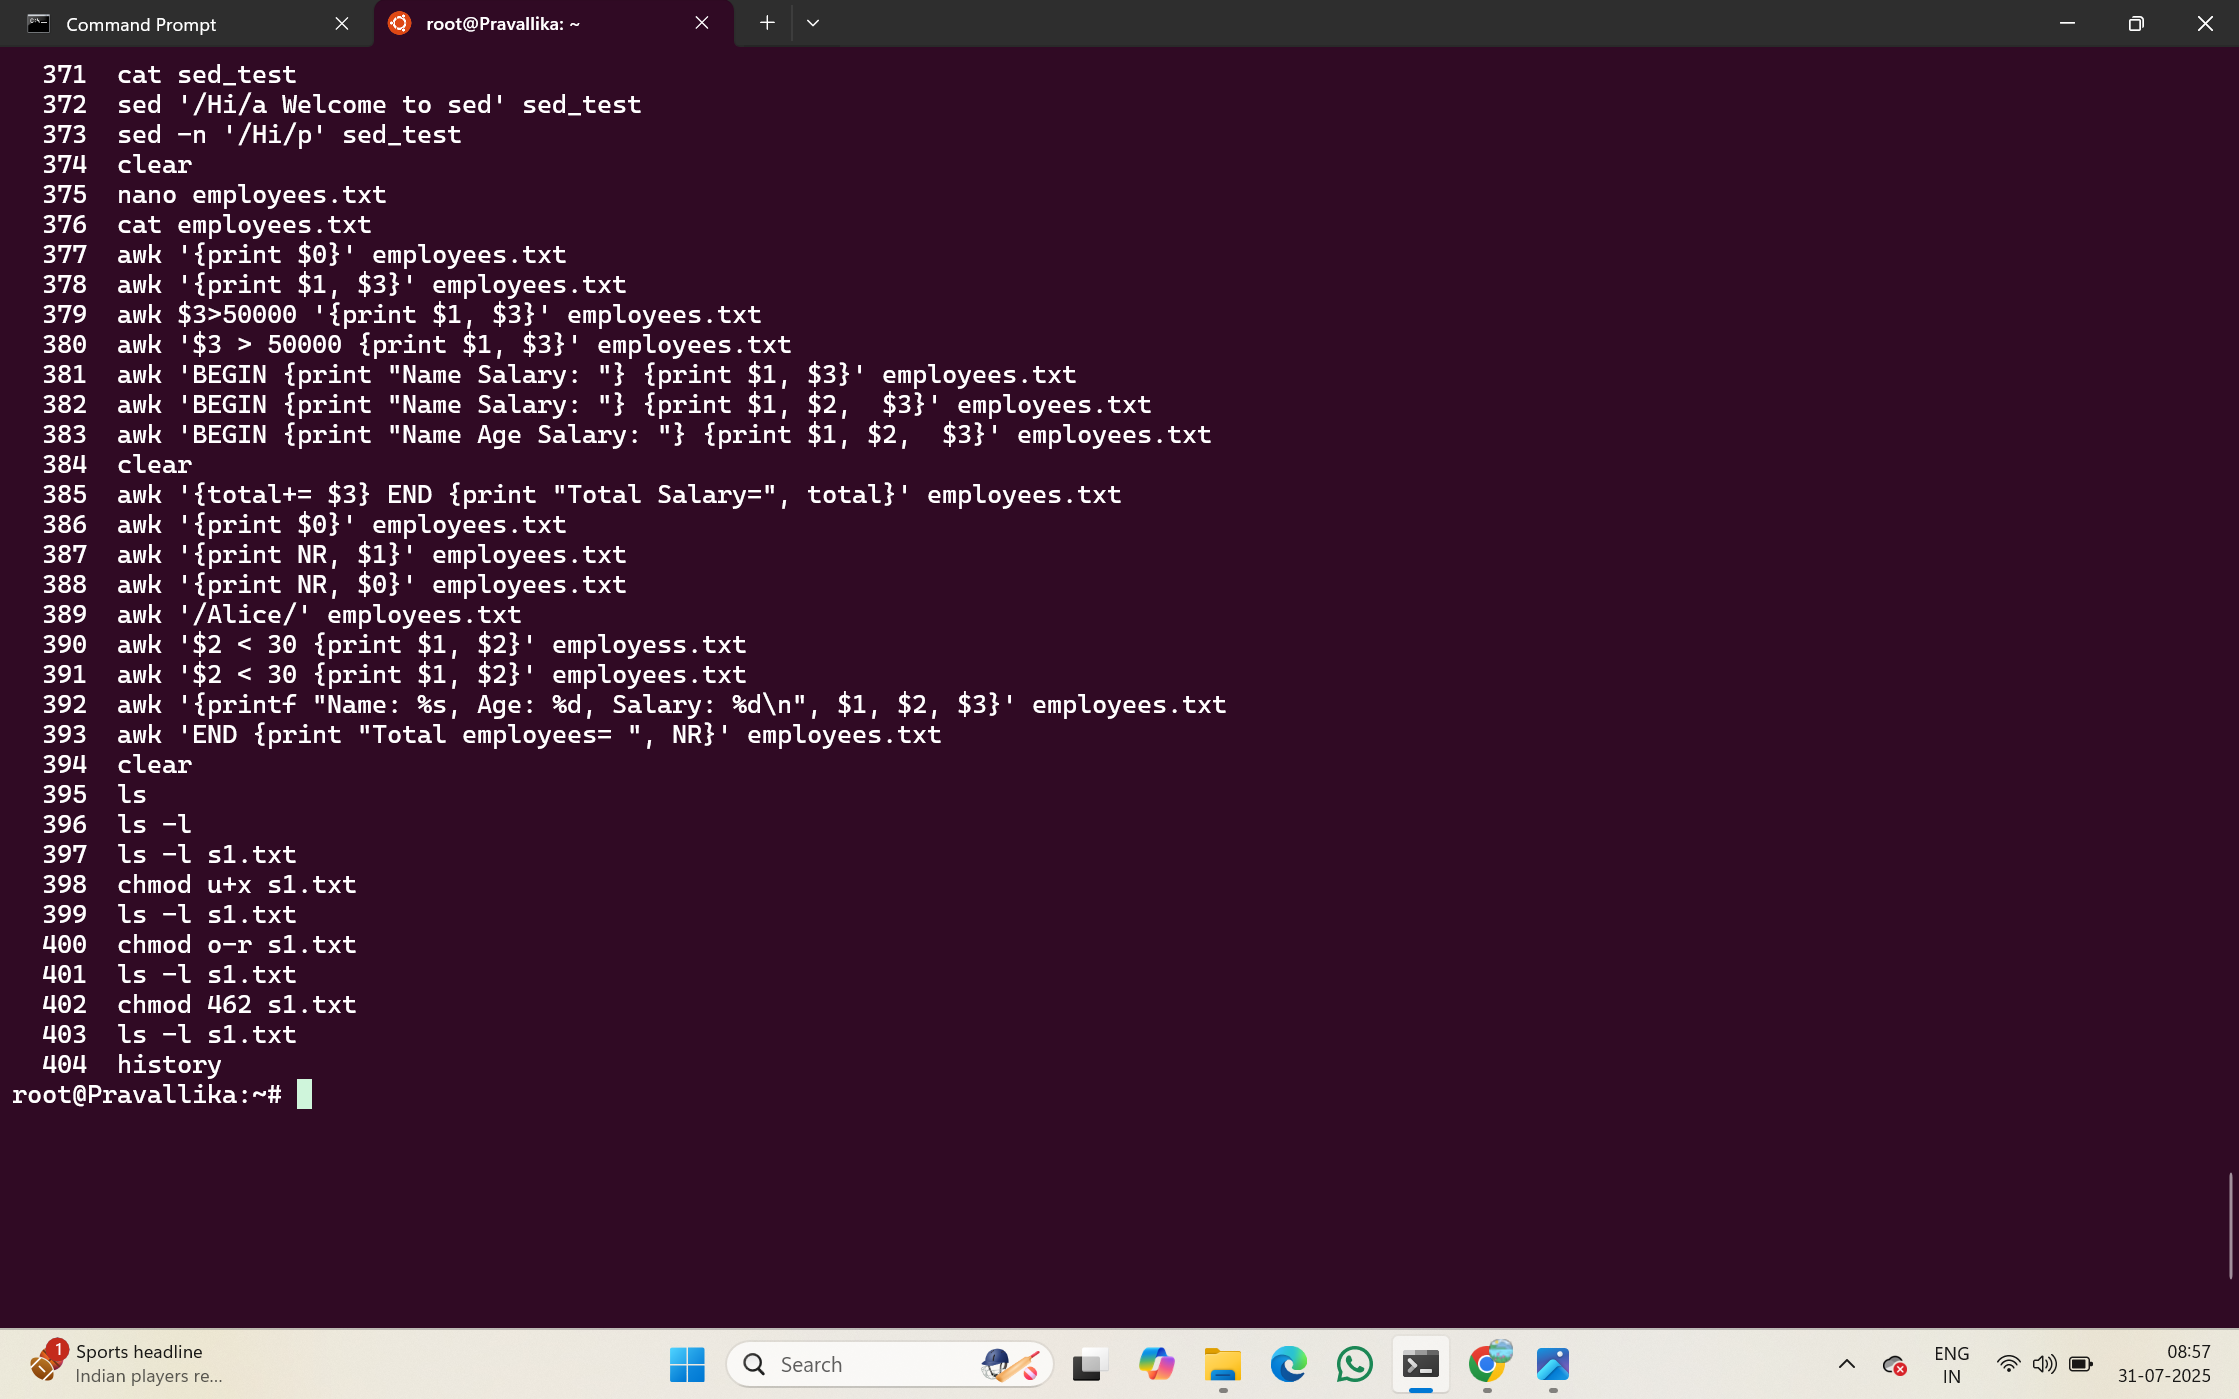 Command Prompt
root@Pravallika: ~
371  cat sed_test
372  sed '/Hi/a Welcome to sed' sed_test
373  sed -n '/Hi/p' sed_test
374  clear
375  nano employees.txt
376  cat employees.txt
377  awk '{print $0}' employees.txt
378  awk '{print $1, $3}' employees.txt
379  awk $3>50000 '{print $1, $3}' employees.txt
380  awk '$3 > 50000 {print $1, $3}' employees.txt
381  awk 'BEGIN {print "Name Salary: "} {print $1, $3}' employees.txt
382  awk 'BEGIN {print "Name Salary: "} {print $1, $2,  $3}' employees.txt
383  awk 'BEGIN {print "Name Age Salary: "} {print $1, $2,  $3}' employees.txt
384  clear
385  awk '{total+= $3} END {print "Total Salary=", total}' employees.txt
386  awk '{print $0}' employees.txt
387  awk '{print NR, $1}' employees.txt
388  awk '{print NR, $0}' employees.txt
389  awk '/Alice/' employees.txt
390  awk '$2 < 30 {print $1, $2}' employess.txt
391  awk '$2 < 30 {print $1, $2}' employees.txt
392  awk '{printf "Name: %s, Age: %d, Salary: %d\n", $1, $2, $3}' employees.txt
393  awk 'END {print "Total employees= ", NR}' employees.txt
394  clear
395  ls
396  ls -l
397  ls -l s1.txt
398  chmod u+x s1.txt
399  ls -l s1.txt
400  chmod o-r s1.txt
401  ls -l s1.txt
402  chmod 462 s1.txt
403  ls -l s1.txt
404  history
root@Pravallika:~#
1
Sports headline
Indian players re...
Search
ENG
IN
08:57
31-07-2025